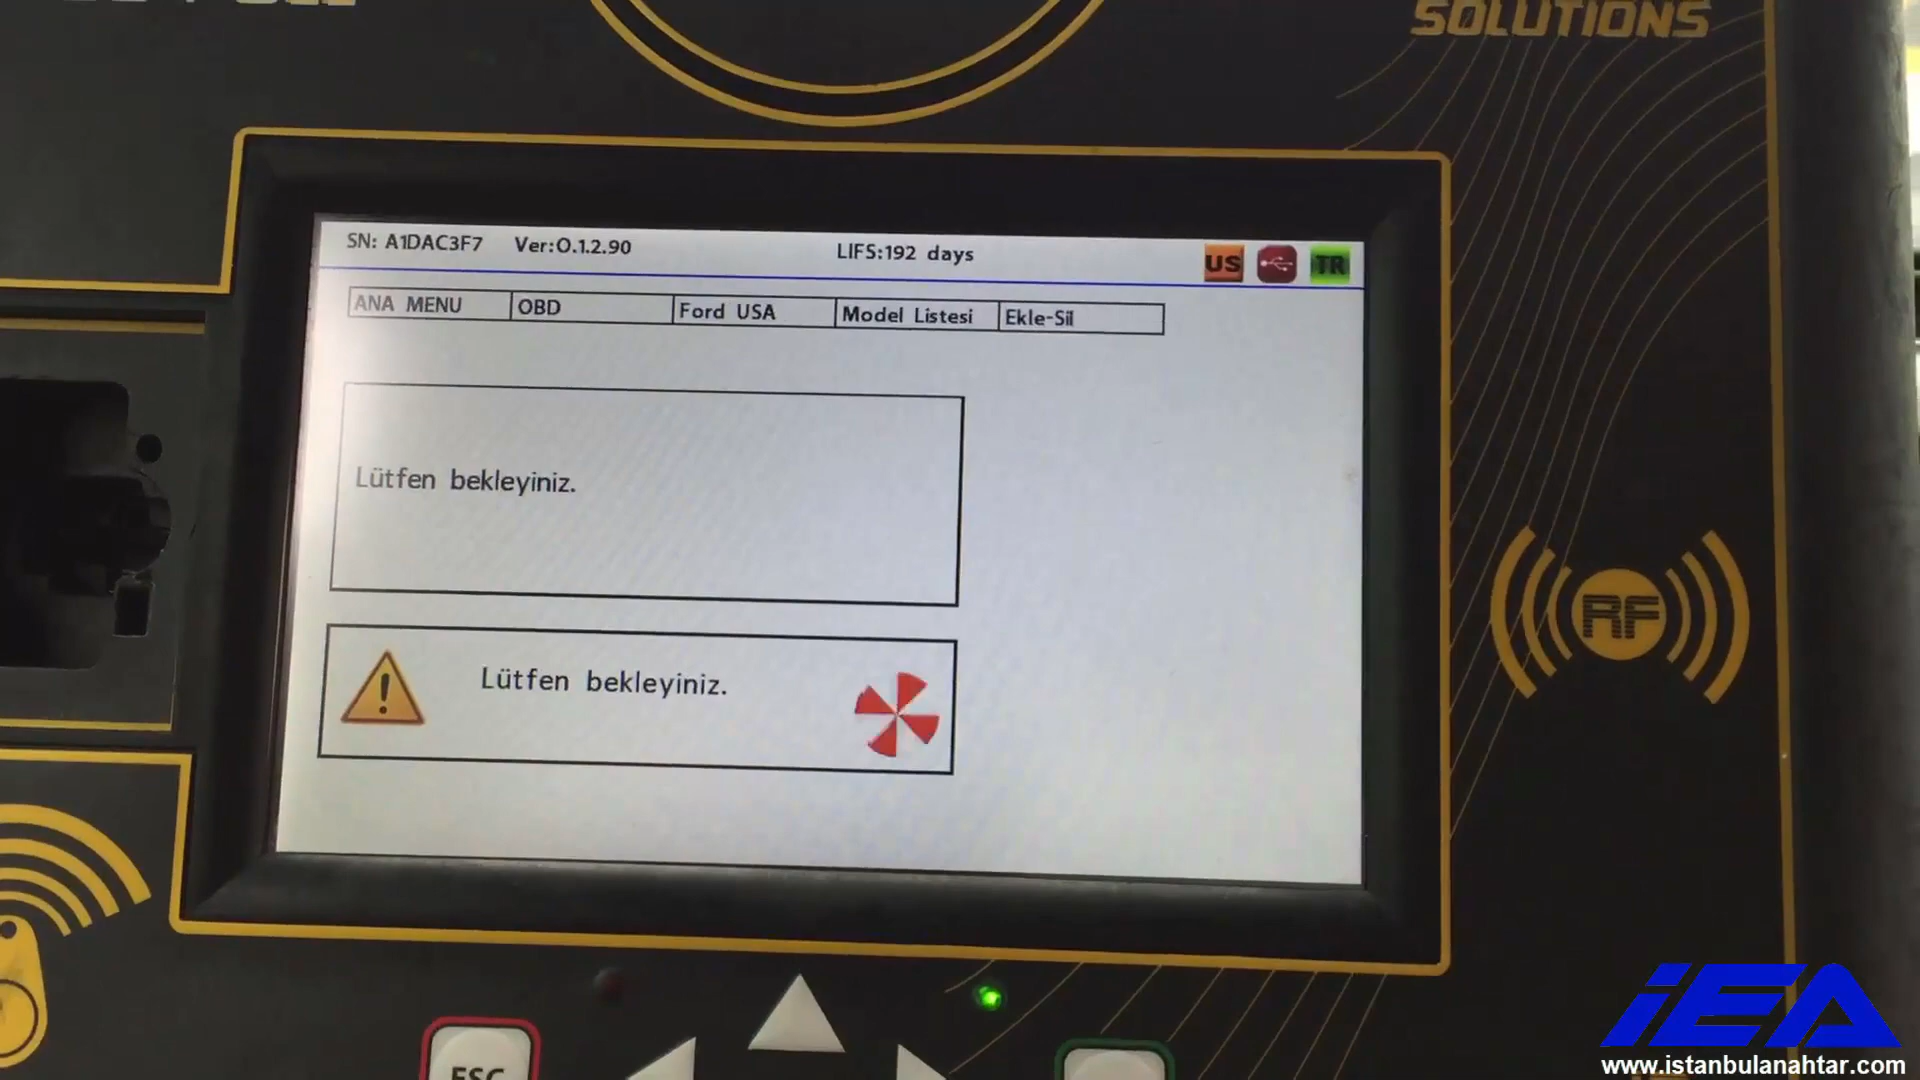 SOLUTIONS
SN: A1DAC3F7 Ver:O.1.2.90 LIFS:192 days US TR
ANA MENU OBD Ford USA Model Listesi Ekle-Sil
Lütfen bekleyiniz.
Lütfen bekleyiniz.
RF
ESC
iEA
www.istanbulanahtar.com